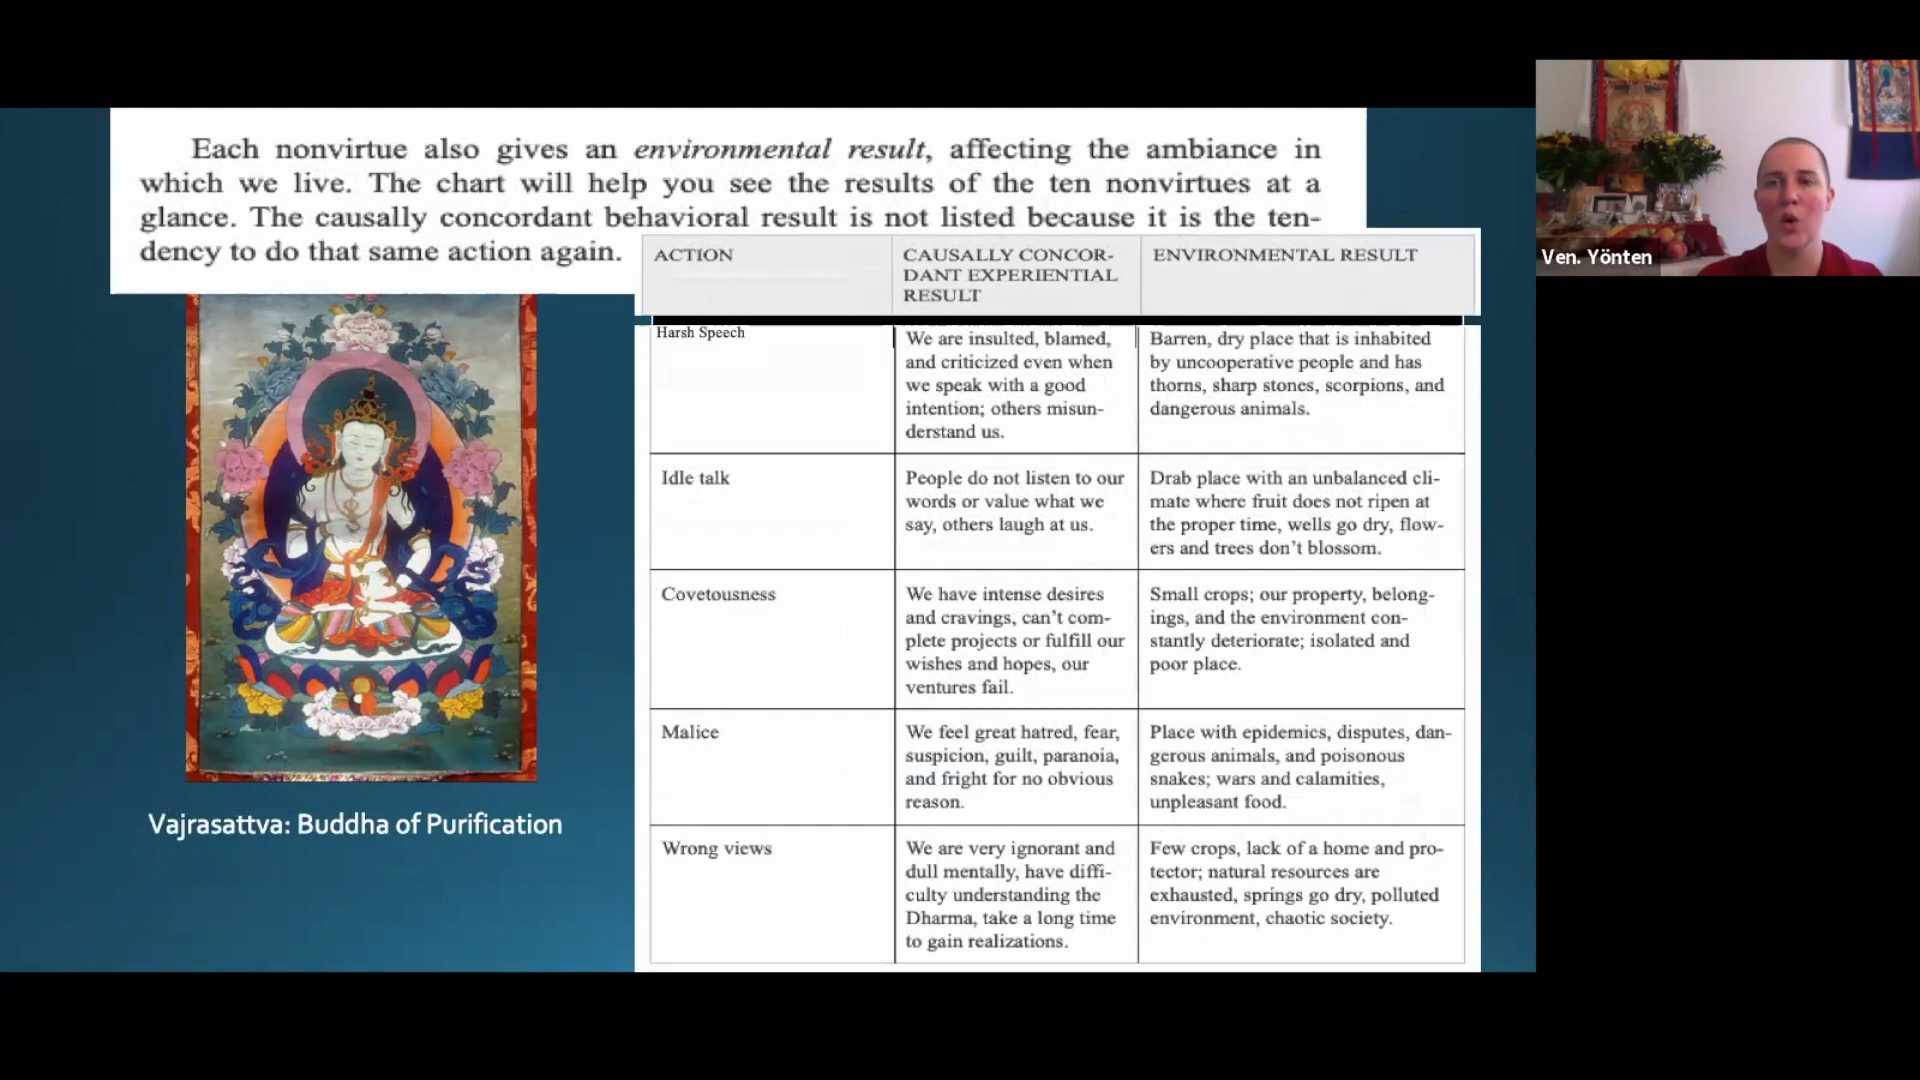 Each nonvirtue also gives an environmental result, affecting the ambiance in
which we live. The chart will help you see the results of the ten nonvirtues at a
glance. The causally concordant behavioral result is not listed because it is the ten-
dency to do that same action again.
ACTION
CAUSALLY CONCOR-
DANT EXPERIENTIAL
RESULT
ENVIRONMENTAL RESULT
Harsh Speech
We are insulted, blamed,
and criticized even when
we speak with a good
intention; others misun-
derstand us.
Barren, dry place that is inhabited
by uncooperative people and has
thorns, sharp stones, scorpions, and
dangerous animals.
Idle talk
People do not listen to our
words or value what we
say, others laugh at us.
Drab place with an unbalanced cli-
mate where fruit does not ripen at
the proper time, wells go dry, flow-
ers and trees don't blossom.
Covetousness
We have intense desires
and cravings, can't com-
plete projects or fulfill our
wishes and hopes, our
ventures fail.
Small crops; our property, belong-
ings, and the environment con-
stantly deteriorate; isolated and
poor place.
Malice
We feel great hatred, fear,
suspicion, guilt, paranoia,
and fright for no obvious
reason.
Place with epidemics, disputes, dan-
gerous animals, and poisonous
snakes; wars and calamities,
unpleasant food.
Wrong views
We are very ignorant and
dull mentally, have diffi-
culty understanding the
Dharma, take a long time
to gain realizations.
Few crops, lack of a home and pro-
tector; natural resources are
exhausted, springs go dry, polluted
environment, chaotic society.
Vajrasattva: Buddha of Purification
Ven. Yönten